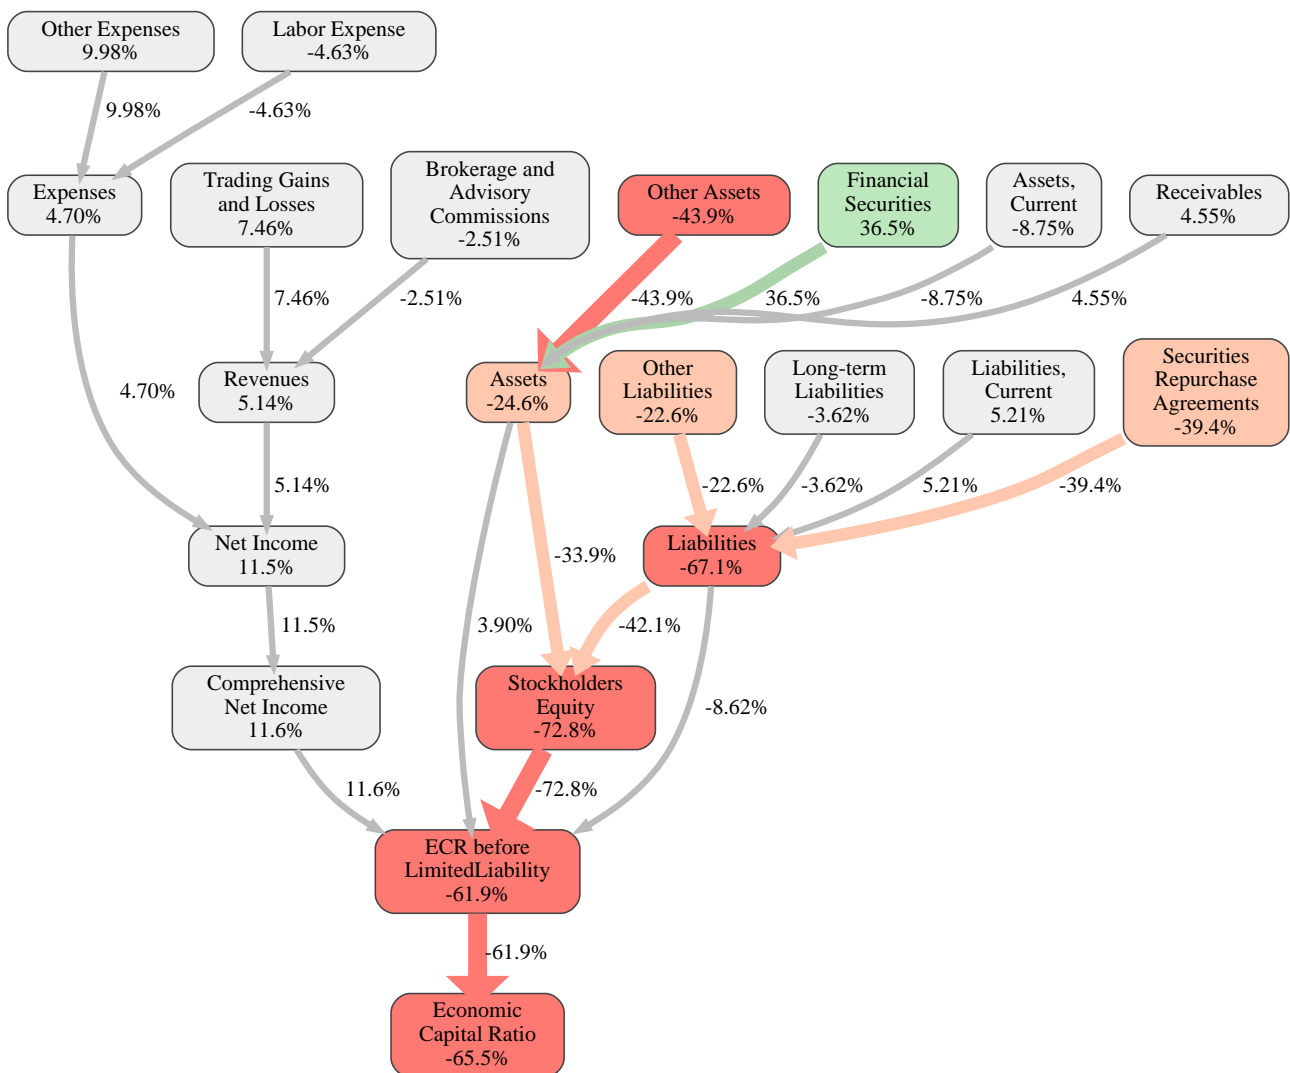 Other Expenses
9.98%
Labor Expense
-4.63%
9.98%
-4.63%
Expenses
4.70%
Trading Gains
and Losses
7.46%
Brokerage and
Advisory
Commissions
-2.51%
Other Assets
-43.9%
Financial
Securities
36.5%
Assets,
Current
-8.75%
Receivables
4.55%
7.46%
-2.51%
-43.9%
36.5%
-8.75%
4.55%
4.70%
Revenues
5.14%
Assets
-24.6%
Other
Liabilities
-22.6%
Long-term
Liabilities
-3.62%
Liabilities,
Current
5.21%
Securities
Repurchase
Agreements
-39.4%
5.14%
-22.6%
-3.62%
5.21%
-39.4%
Net Income
11.5%
-33.9%
Liabilities
-67.1%
11.5%
3.90%
-42.1%
Comprehensive
Net Income
11.6%
Stockholders
Equity
-72.8%
-8.62%
11.6%
-72.8%
ECR before
LimitedLiability
-61.9%
-61.9%
Economic
Capital Ratio
-65.5%